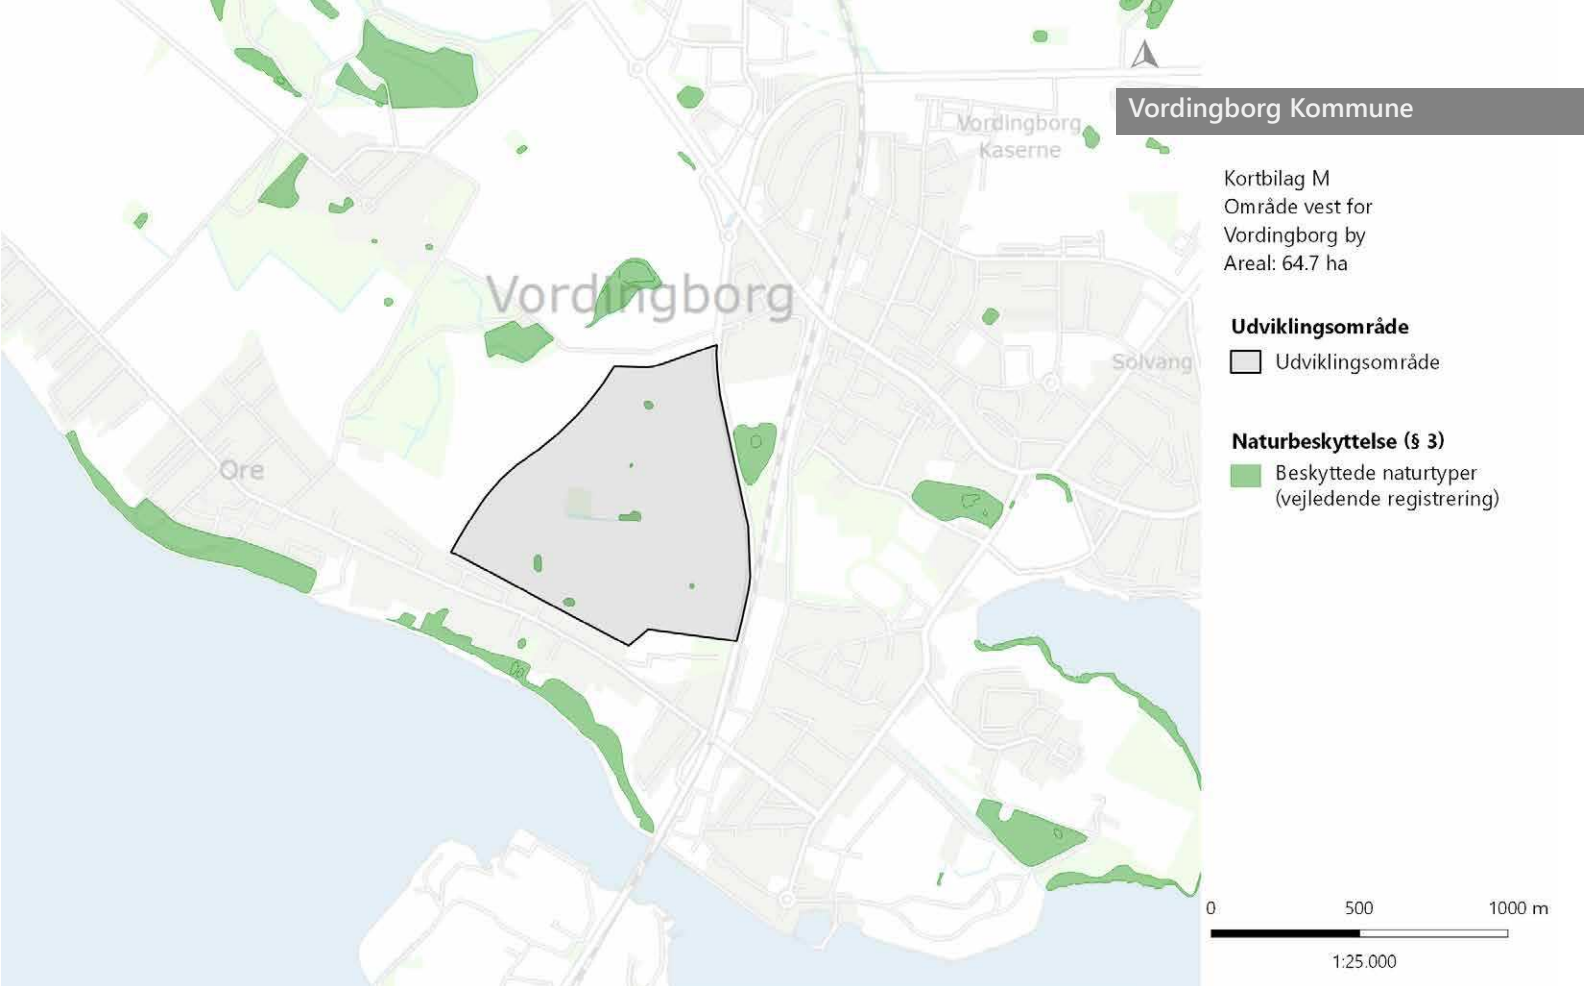 Vordingborg Kommune
Kortbilag M
Område vest for
Vordingborg by
Areal: 64.7 ha
Udviklingsområde
Udviklingsområde
Naturbeskyttelse (§ 3)
Beskyttede naturtyper
(vejledende registrering)
Vordingborg
Kaserne
Vordingborg
Solvang
Ore
0 500 1000 m
1:25.000